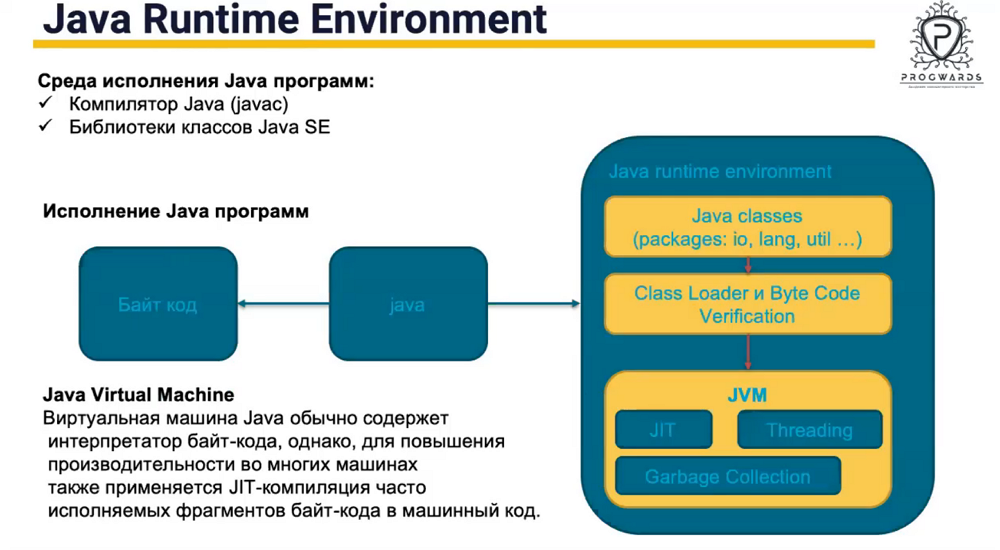 Java Runtime Environment
PROGWARDS
Среда исполнения Java программ:
✓ Компилятор Java (javac)
✓ Библиотеки классов Java SE
Исполнение Java программ
Байт код
java
Java runtime environment
Java classes
(packages: io, lang, util ...)
Class Loader и Byte Code
Verification
JVM
JIT
Threading
Garbage Collection
Java Virtual Machine
Виртуальная машина Java обычно содержет
интерпретатор байт-кода, однако, для повышения
производительности во многих машинах
также применяется JIT-компиляция часто
исполняемых фрагментов байт-кода в машинный код.